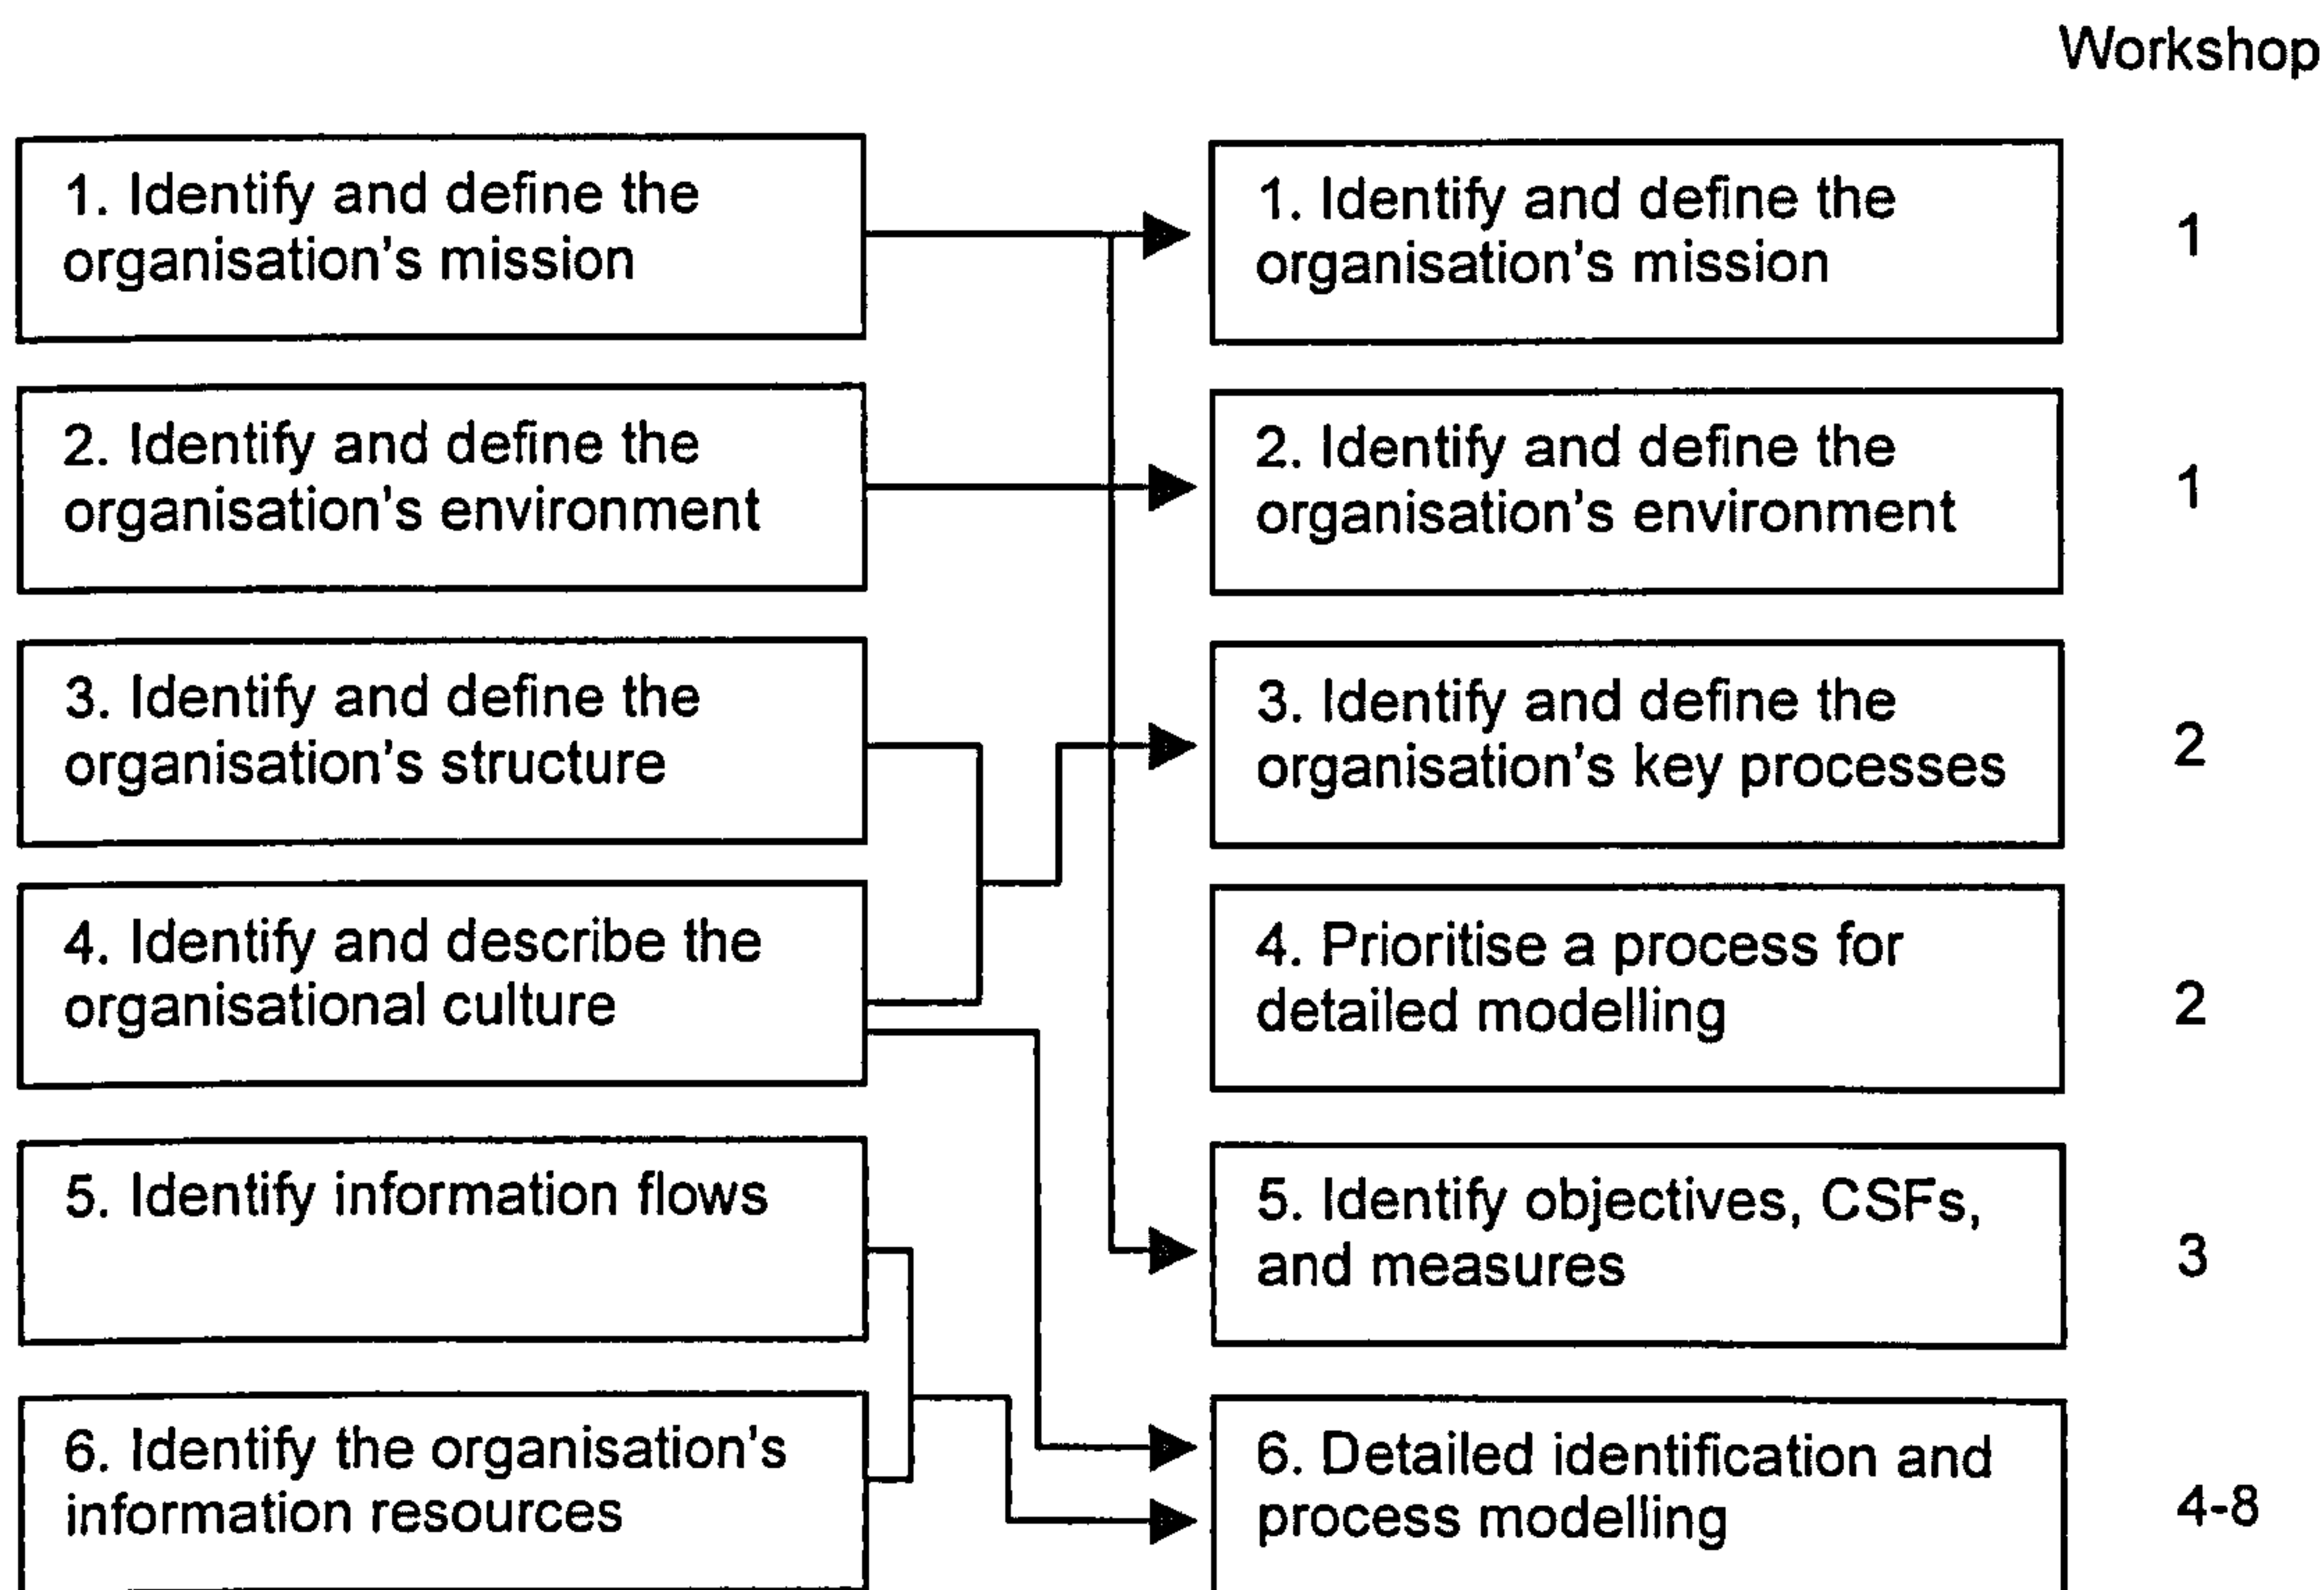 Workshop
1. Identify and define the
organisation's mission
1. Identify and define the
organisation's mission
1
2. Identify and define the
organisation's environment
2. Identify and define the
organisation's environment
1
3. Identify and define the
organisation's structure
3. Identify and define the
organisation's key processes
2
4. Identify and describe the
organisational culture
4. Prioritise a process for
detailed modelling
2
5. Identify information flows
5. Identify objectives, CSFs,
and measures
3
6. Identify the organisation's
information resources
6. Detailed identification and
process modelling
4-8